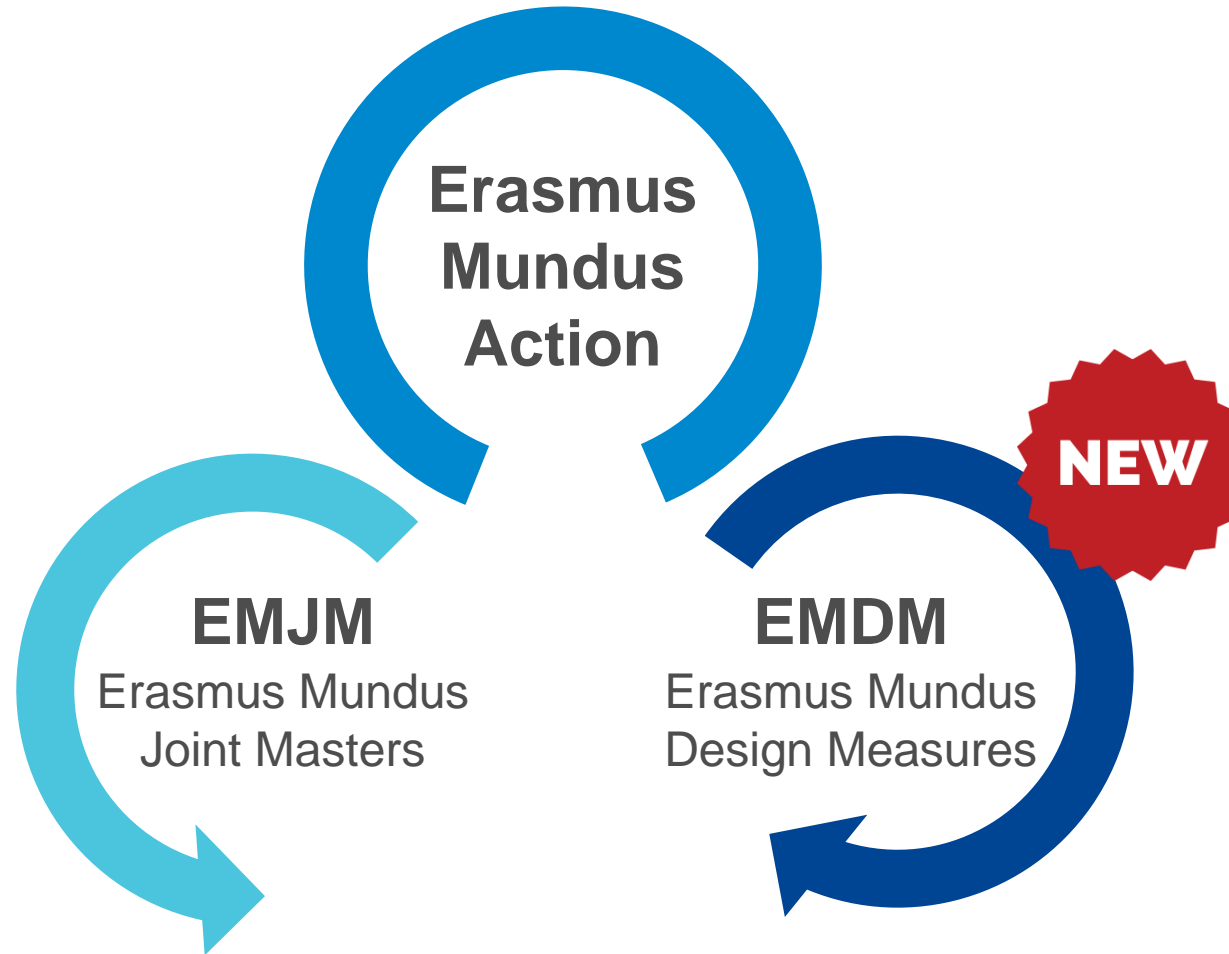 Erasmus
Mundus
Action
NEW
EMJM
Erasmus Mundus
Joint Masters
EMDM
Erasmus Mundus
Design Measures